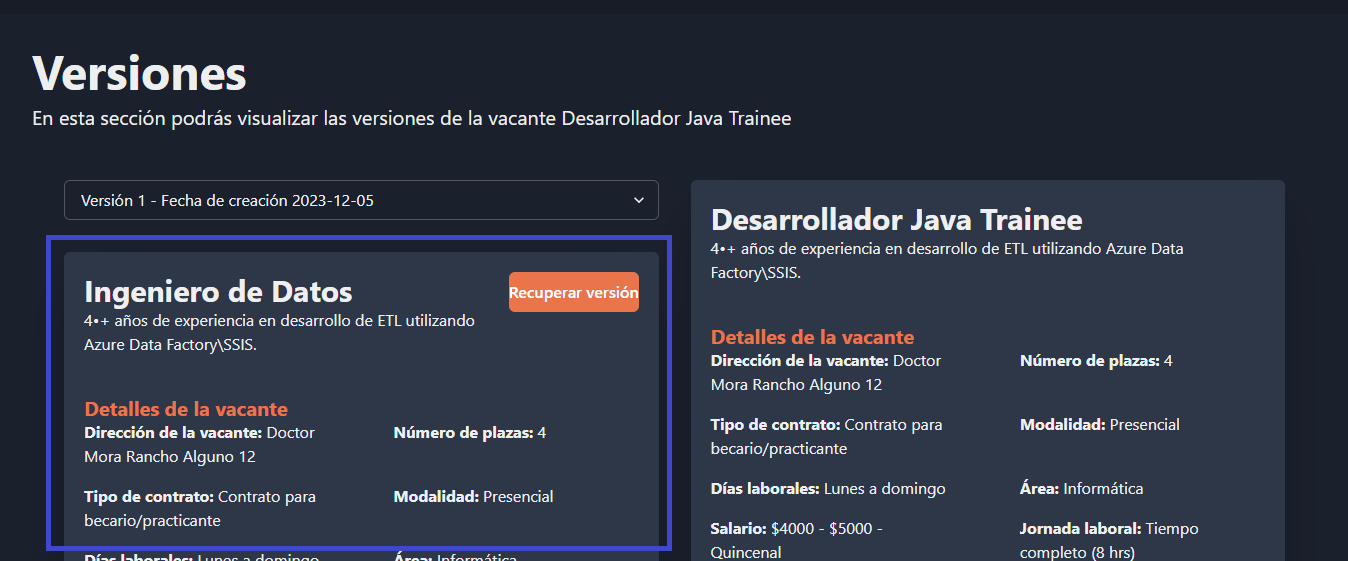 Versiones
En esta sección podrás visualizar las versiones de la vacante Desarrollador Java Trainee
Versión 1 - Fecha de creación 2023-12-05
Ingeniero de Datos
Recuperar versión
4•+ años de experiencia en desarrollo de ETL utilizando
Azure Data Factory\SSIS.
Detalles de la vacante
Dirección de la vacante: Doctor
Mora Rancho Alguno 12
Número de plazas: 4
Tipo de contrato: Contrato para
becario/practicante
Modalidad: Presencial
Días laborales: Lunes a domingo
Área: Informática
Desarrollador Java Trainee
4•+ años de experiencia en desarrollo de ETL utilizando Azure Data
Factory\SSIS.
Detalles de la vacante
Dirección de la vacante: Doctor
Mora Rancho Alguno 12
Número de plazas: 4
Tipo de contrato: Contrato para
becario/practicante
Modalidad: Presencial
Días laborales: Lunes a domingo
Área: Informática
Salario: $4000 - $5000 -
Quincenal
Jornada laboral: Tiempo
completo (8 hrs)